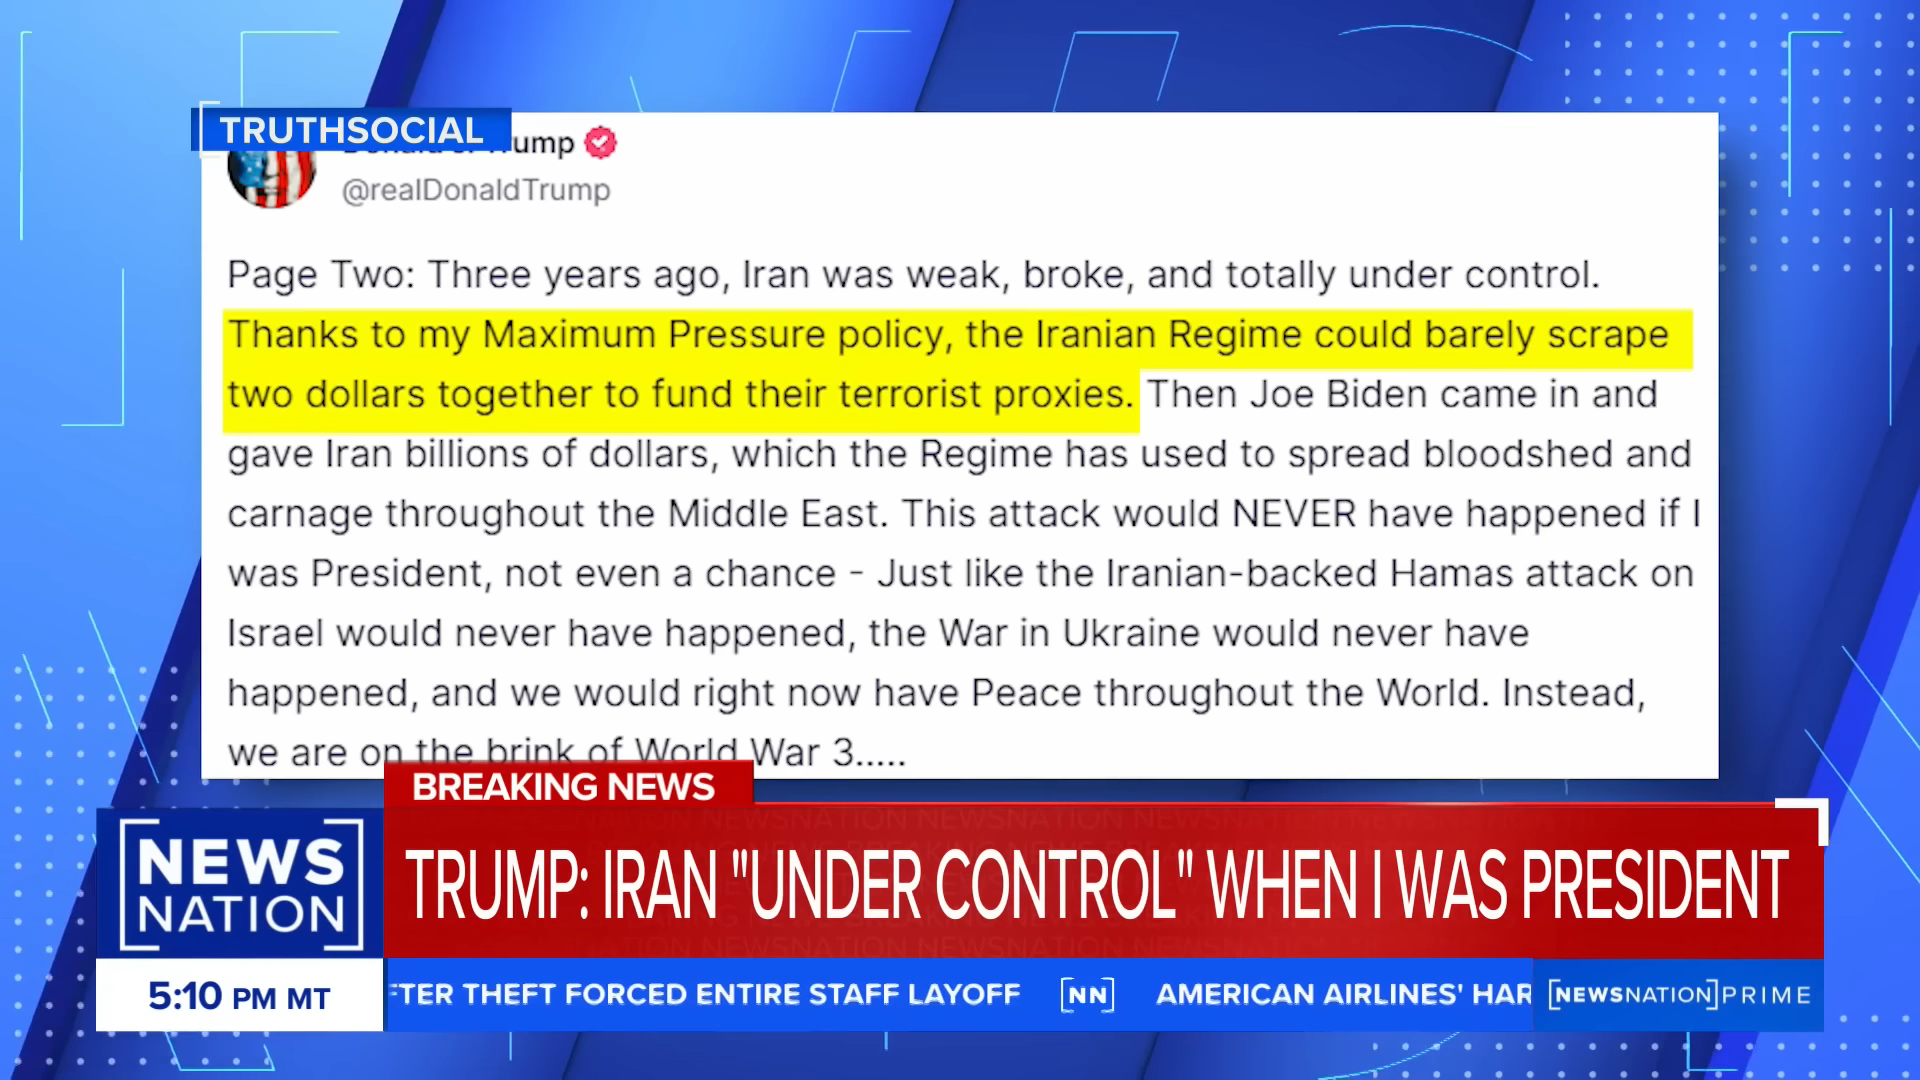 TRUTHSOCIAL
ump
@realDonaldTrump
Page Two: Three years ago, Iran was weak, broke, and totally under control.
Thanks to my Maximum Pressure policy, the Iranian Regime could barely scrape
two dollars together to fund their terrorist proxies. Then Joe Biden came in and
gave Iran billions of dollars, which the Regime has used to spread bloodshed and
carnage throughout the Middle East. This attack would NEVER have happened if I
was President, not even a chance - Just like the Iranian-backed Hamas attack on
Israel would never have happened, the War in Ukraine would never have
happened, and we would right now have Peace throughout the World. Instead,
we are on the brink of World War 3.....
BREAKING NEWS
NEWS
NATION
TRUMP: IRAN "UNDER CONTROL" WHEN I WAS PRESIDENT
5:10 PM MT
TER THEFT FORCED ENTIRE STAFF LAYOFF [NN] AMERICAN AIRLINES' HAR
[NEWSNATION]PRIME